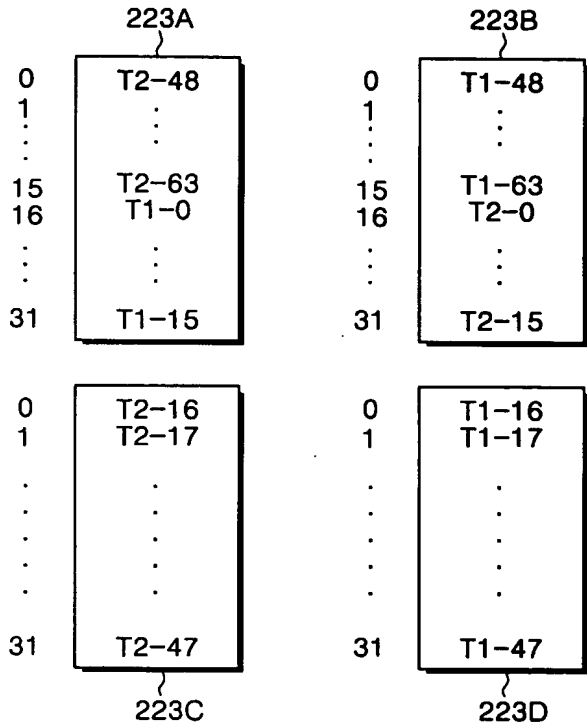 223A
0 T2-48
1
15 T2-63
16 T1-0
31 T1-15
223B
0 T1-48
1
15 T1-63
16 T2-0
31 T2-15
0 T2-16
1 T2-17
31 T2-47
223C
0 T1-16
1 T1-17
31 T1-47
223D